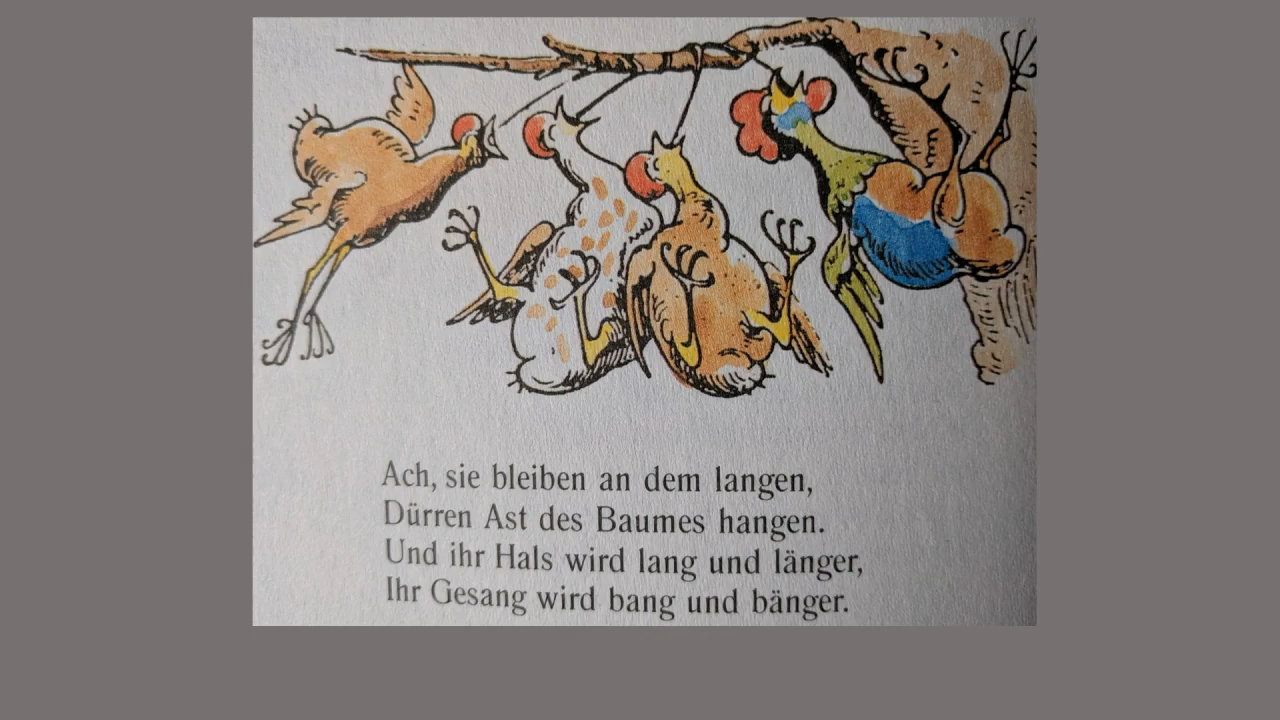 Ach, sie bleiben an dem langen,
Dürren Ast des Baumes hangen.
Und ihr Hals wird lang und länger,
Ihr Gesang wird bang und bänger.